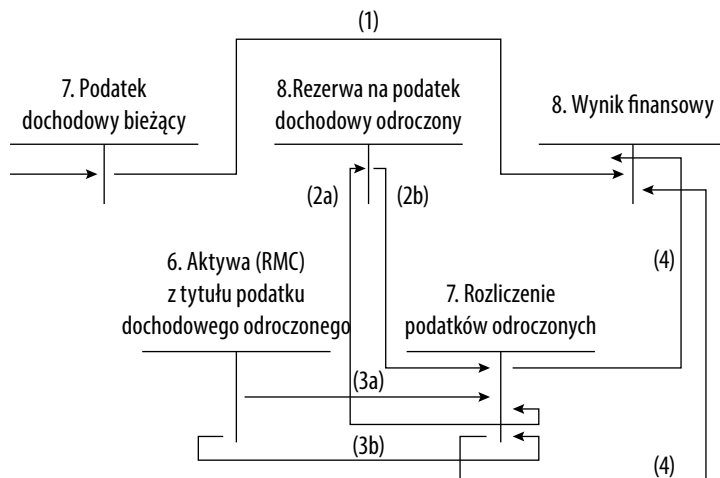 (1)
7. Podatek
dochodowy bieżący
8.Rezerwa na podatek
dochodowy odroczony
8. Wynik finansowy
(2a)
(2b)
6. Aktywa (RMC)
z tytułu podatku
dochodowego odroczonego
7. Rozliczenie
podatków odroczonych
(4)
(3a)
(3b)
(4)